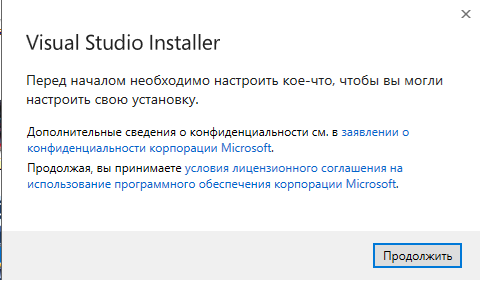 Visual Studio Installer
Перед началом необходимо настроить кое-что, чтобы вы могли
настроить свою установку.
Дополнительные сведения о конфиденциальности см. в заявлении о
конфиденциальности корпорации Microsoft.
Продолжая, вы принимаете условия лицензионного соглашения на
использование программного обеспечения корпорации Microsoft.
Продолжить